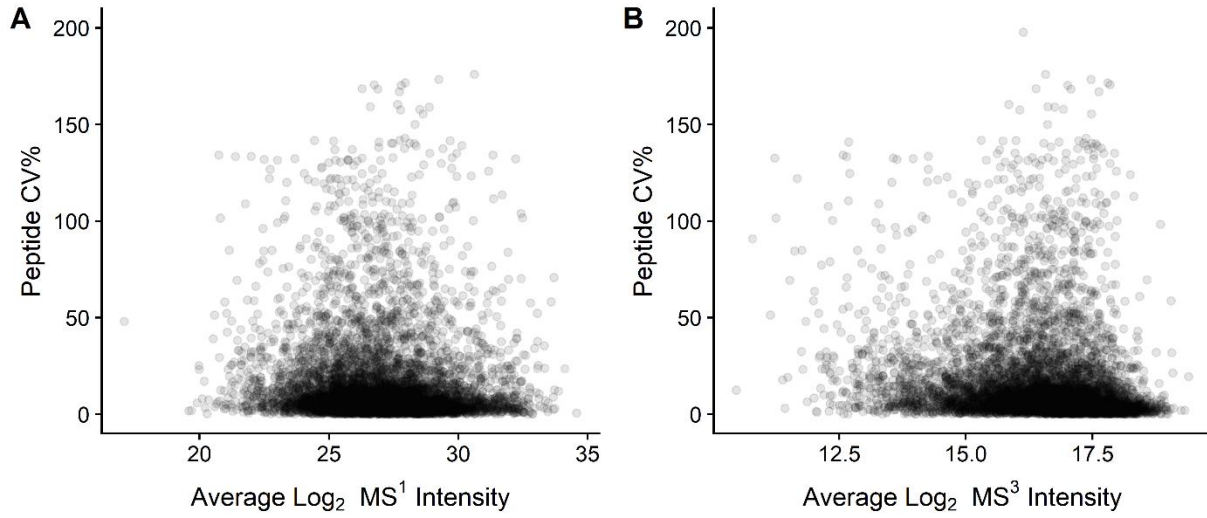 A
Peptide CV%
200
150
100
50
0
20 25 30 35
Average Log₂ MS¹ Intensity
B
Peptide CV%
200
150
100
50
0
12.5 15.0 17.5
Average Log₂ MS³ Intensity